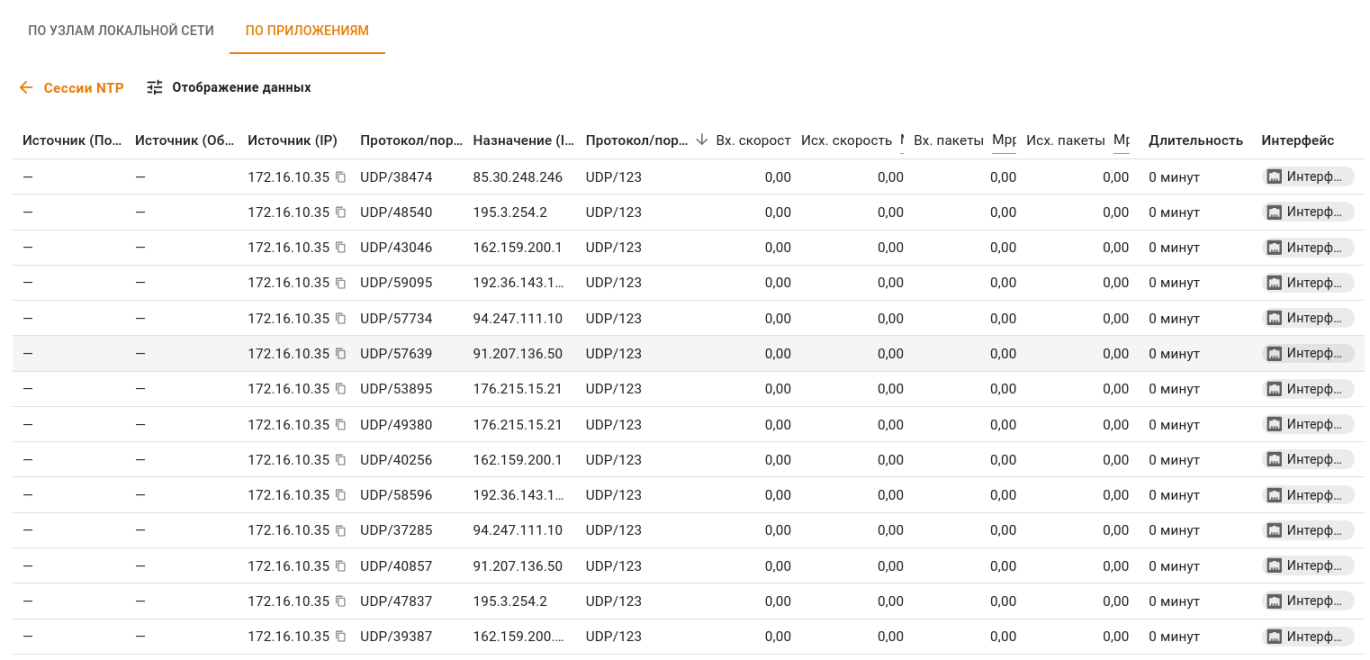 ПО УЗЛАМ ЛОКАЛЬНОЙ СЕТИ ПО ПРИЛОЖЕНИЯМ
Сессии NTP Отображение данных
Источник (По... Источник (Об... Источник (IP) Протокол/пор... Назначение (I... Протокол/пор... Вх. скорост Исх. скорость Вх. пакеты Mpp Исх. пакеты Mp Длительность Интерфейс
— — 172.16.10.35 UDP/38474 85.30.248.246 UDP/123 0,00 0,00 0,00 0,00 0 минут Интерф...
— — 172.16.10.35 UDP/48540 195.3.254.2 UDP/123 0,00 0,00 0,00 0,00 0 минут Интерф...
— — 172.16.10.35 UDP/43046 162.159.200.1 UDP/123 0,00 0,00 0,00 0,00 0 минут Интерф...
— — 172.16.10.35 UDP/59095 192.36.143.1... UDP/123 0,00 0,00 0,00 0,00 0 минут Интерф...
— — 172.16.10.35 UDP/57734 94.247.111.10 UDP/123 0,00 0,00 0,00 0,00 0 минут Интерф...
— — 172.16.10.35 UDP/57639 91.207.136.50 UDP/123 0,00 0,00 0,00 0,00 0 минут Интерф...
— — 172.16.10.35 UDP/53895 176.215.15.21 UDP/123 0,00 0,00 0,00 0,00 0 минут Интерф...
— — 172.16.10.35 UDP/49380 176.215.15.21 UDP/123 0,00 0,00 0,00 0,00 0 минут Интерф...
— — 172.16.10.35 UDP/40256 162.159.200.1 UDP/123 0,00 0,00 0,00 0,00 0 минут Интерф...
— — 172.16.10.35 UDP/58596 192.36.143.1... UDP/123 0,00 0,00 0,00 0,00 0 минут Интерф...
— — 172.16.10.35 UDP/37285 94.247.111.10 UDP/123 0,00 0,00 0,00 0,00 0 минут Интерф...
— — 172.16.10.35 UDP/40857 91.207.136.50 UDP/123 0,00 0,00 0,00 0,00 0 минут Интерф...
— — 172.16.10.35 UDP/47837 195.3.254.2 UDP/123 0,00 0,00 0,00 0,00 0 минут Интерф...
— — 172.16.10.35 UDP/39387 162.159.200.... UDP/123 0,00 0,00 0,00 0,00 0 минут Интерф...